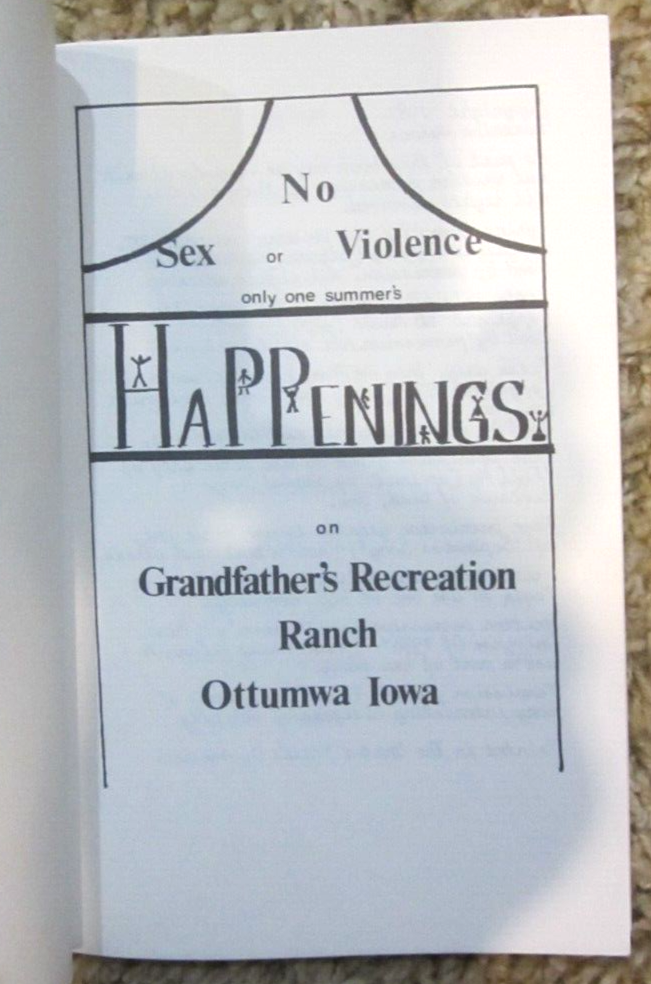 No
Sex or Violence
only one summer's
HaPPENINGS.
on
Grandfather's Recreation
Ranch
Ottumwa Iowa